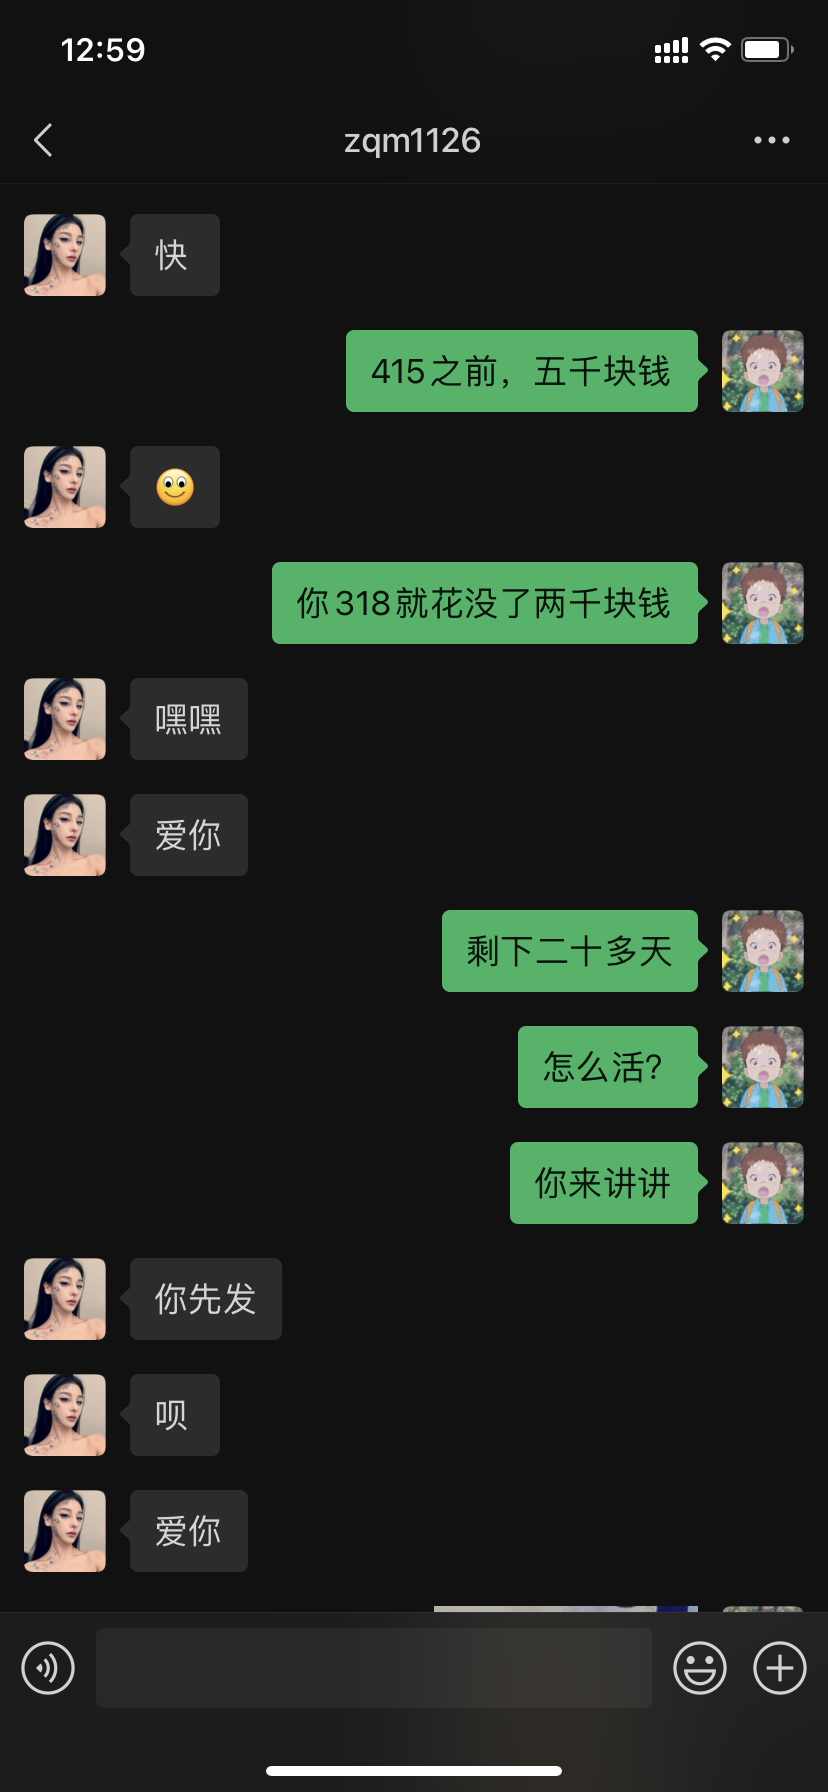 12:59
zqm1126
快
415之前，五千块钱
你318就花没了两千块钱
嘿嘿
爱你
剩下二十多天
怎么活?
你来讲讲
你先发
呗
爱你